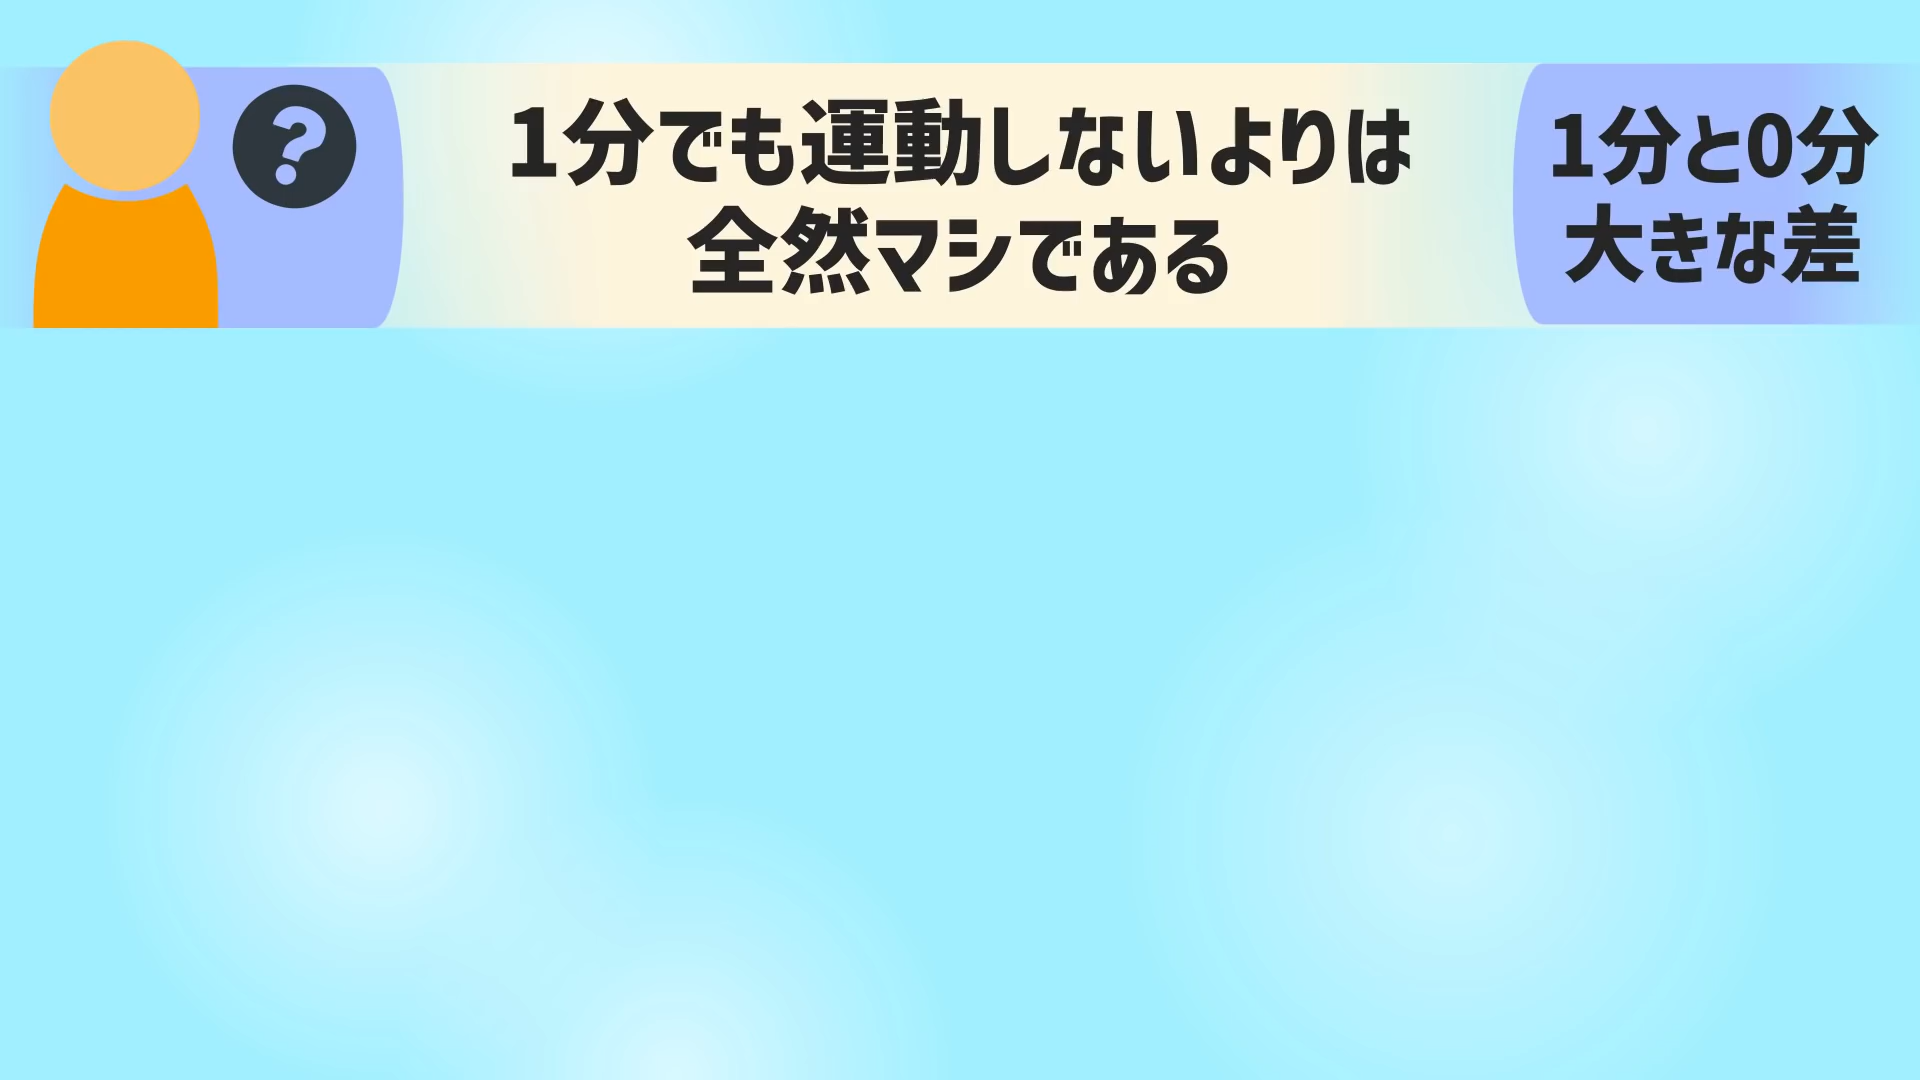 ?
1分でも運動しないよりは
全然マシである
1分と0分
大きな差